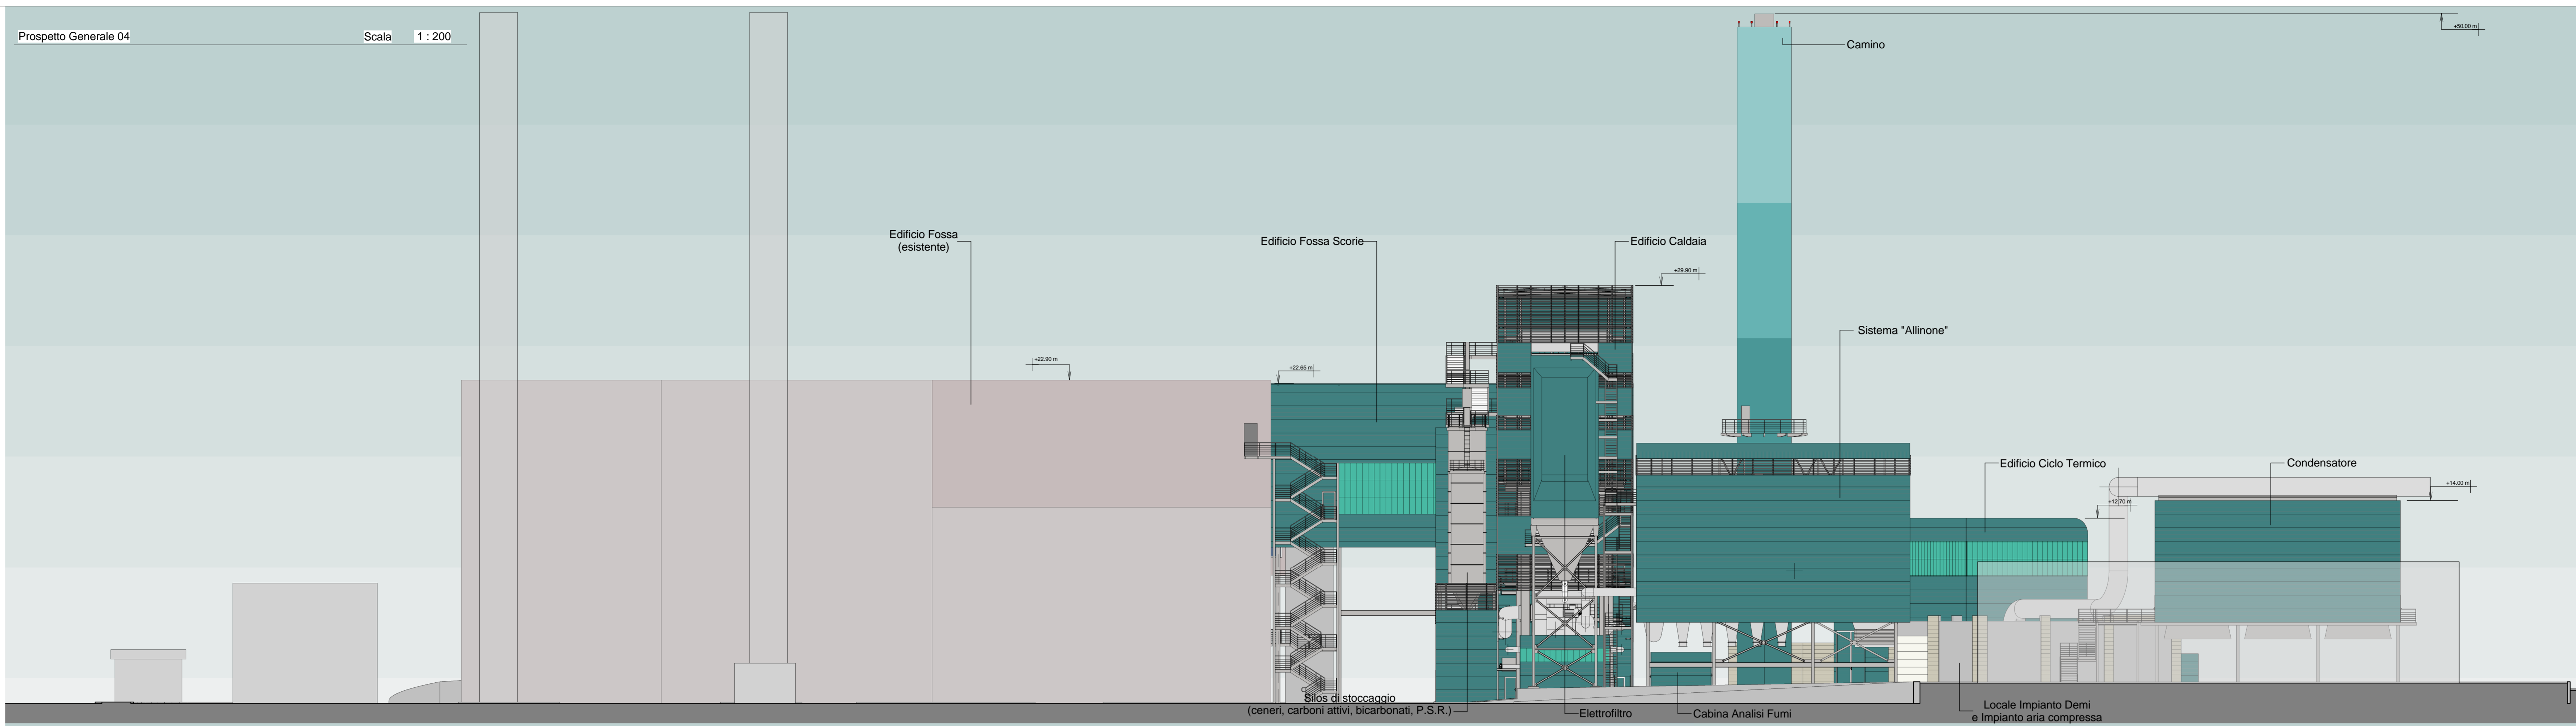 Prospetto Generale 04 Scala 1 : 200
+50.00 m
Camino
Edificio Fossa
(esistente)
Edificio Fossa Scorie
Edificio Caldaia
+29.90 m
Sistema "Allinone"
+22.90 m
+22.65 m
Edificio Ciclo Termico
Condensatore
+14.00 m
+12.70 m
Silos di stoccaggio
(ceneri, carboni attivi, bicarbonati, P.S.R.)
Elettrofiltro
Cabina Analisi Fumi
Locale Impianto Demi
e Impianto aria compressa